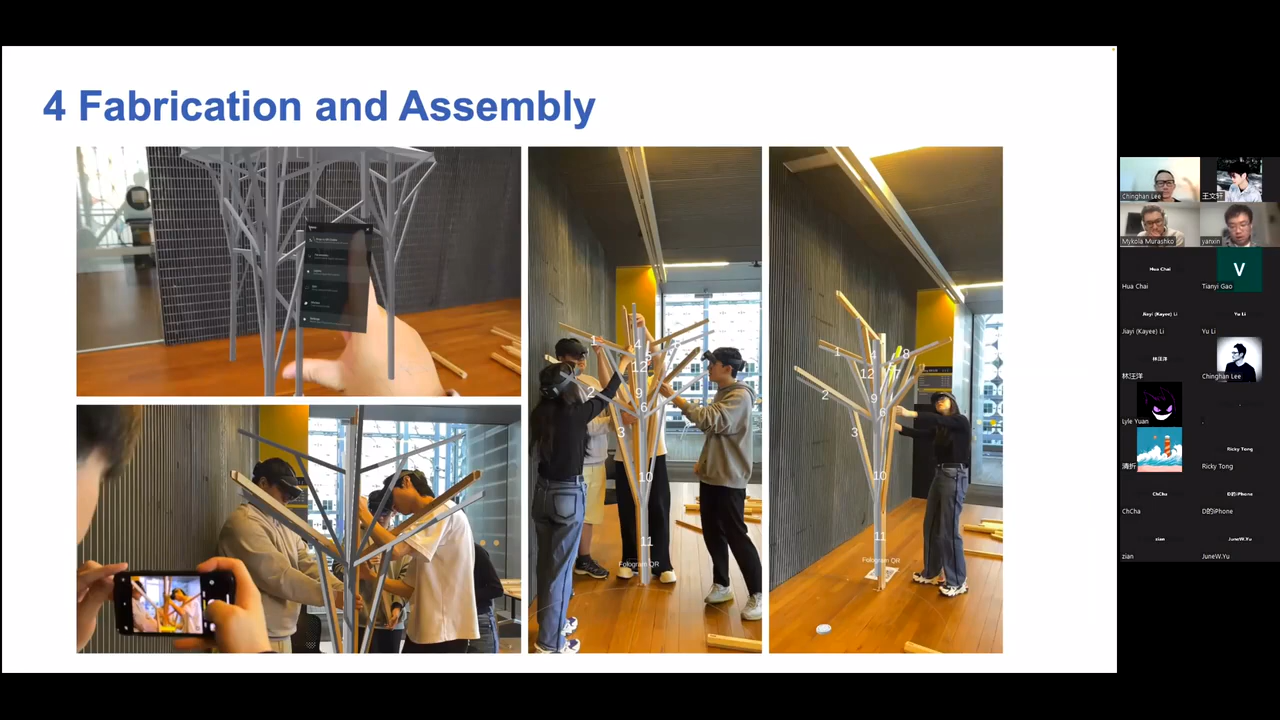 4 Fabrication and Assembly
1
2
3
4
5
12
9
6
10
11
Fologram QR
1
2
3
4
12
8
7
9
6
10
11
Fologram QR
Chinghan Lee
王文轩
Mykola Murashko
yanxin
Hua Chai
Hua Chai
V
Tianyi Gao
Jiayi (Kayee) Li
Jiayi (Kayee) Li
Yu Li
Yu Li
林汪洋
林汪洋
Chinghan Lee
Lyle Yuan
清折
Ricky Tong
Ricky Tong
ChCha
ChCha
D的iPhone
D的iPhone
zian
zian
JuneW.Yu
JuneW.Yu